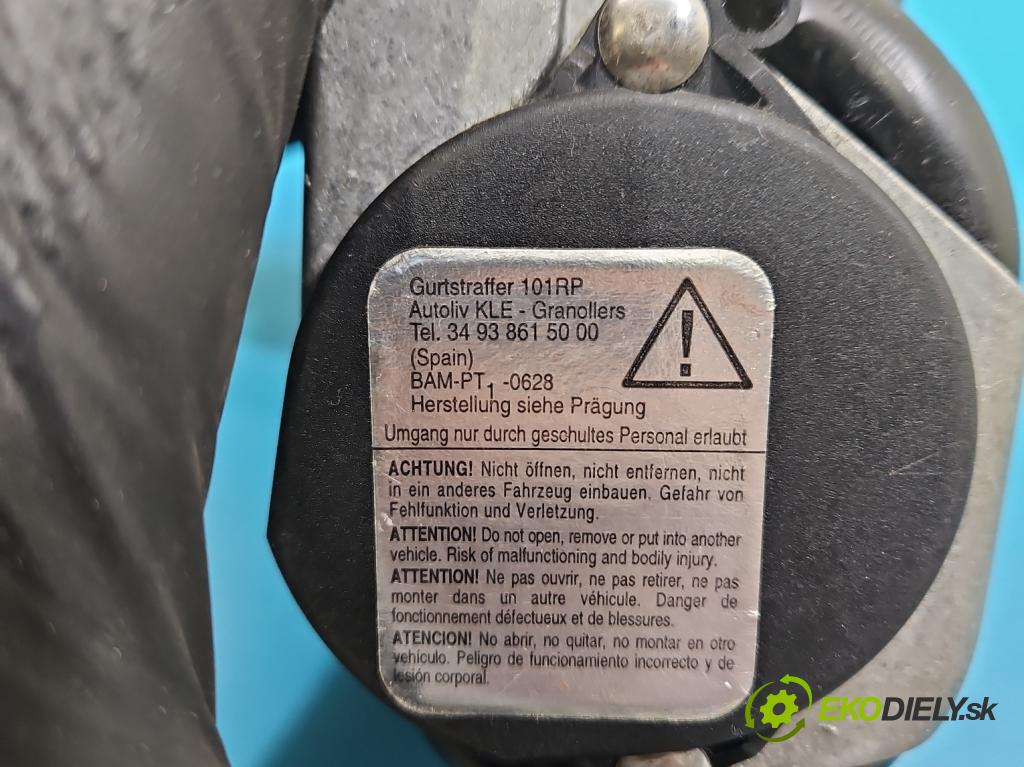 Gurtstraffer 101RP
Autoliv KLE - Granollers
Tel. 34 93 861 50 00
(Spain)
BAM-PT1 -0628
Herstellung siehe Prägung
Umgang nur durch geschultes Personal erlaubt
ACHTUNG! Nicht öffnen, nicht entfernen, nicht
in ein anderes Fahrzeug einbauen. Gefahr von
Fehlfunktion und Verletzung.
ATTENTION! Do not open, remove or put into another
vehicle. Risk of malfunctioning and bodily injury.
ATTENTION! Ne pas ouvrir, ne pas retirer, ne pas
monter dans un autre véhicule. Danger de
fonctionnement défectueux et de blessures.
ATENCION! No abrir, no quitar, no montar en otro
vehículo. Peligro de funcionamiento incorrecto y de
lesión corporal.
EKODIELY.sk